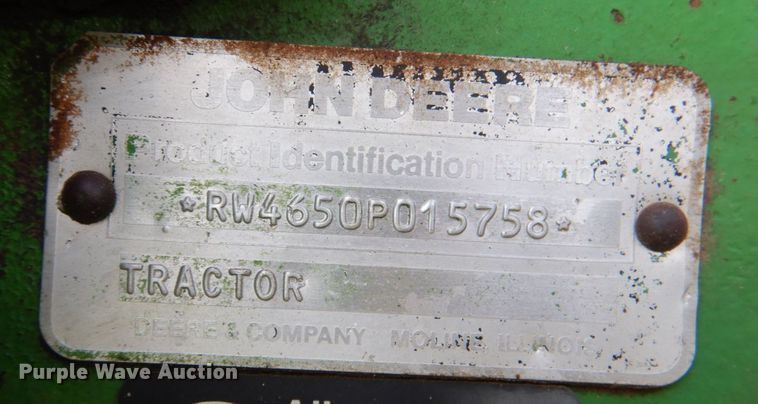 JOHN DEERE
Product Identification Number
*RW4650P015758*
TRACTOR
DEERE & COMPANY MOLINE, ILLINOIS
Purple Wave Auction